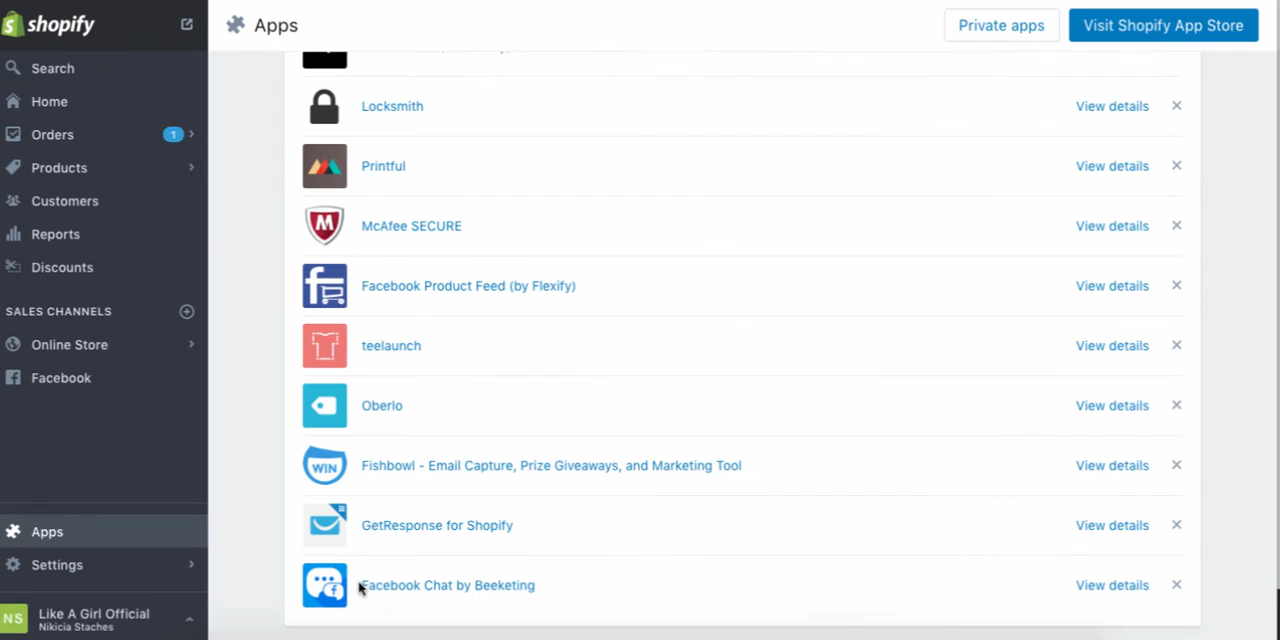 shopify
Search
Home
Orders 1
Products
Customers
Reports
Discounts
SALES CHANNELS
Online Store
Facebook
Apps
Settings
NS
Like A Girl Official
Nikicia Staches
Apps
Private apps
Visit Shopify App Store
Locksmith View details
Printful View details
M McAfee SECURE View details
Facebook Product Feed (by Flexify) View details
teelaunch View details
Oberlo View details
WIN Fishbowl - Email Capture, Prize Giveaways, and Marketing Tool View details
GetResponse for Shopify View details
Facebook Chat by Beeketing View details